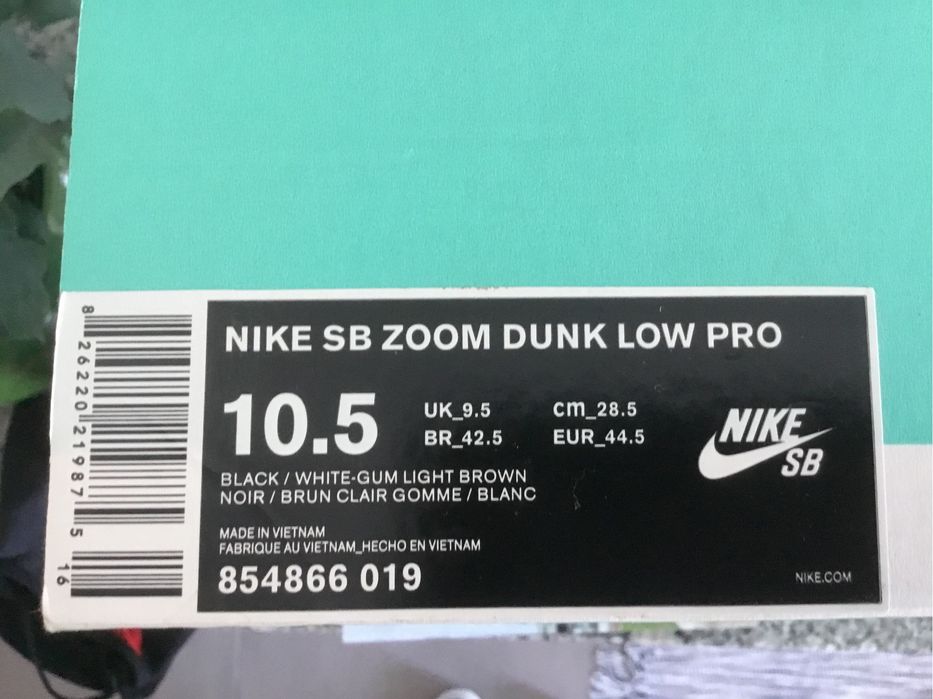 NIKE SB ZOOM DUNK LOW PRO
10.5
UK_9.5 cm_28.5
BR_42.5 EUR_44.5
BLACK / WHITE-GUM LIGHT BROWN
NOIR / BRUN CLAIR GOMME / BLANC
MADE IN VIETNAM
FABRIQUE AU VIETNAM_HECHO EN VIETNAM
854866 019
NIKE
SB
NIKE.COM
8 26220 21987 5
16